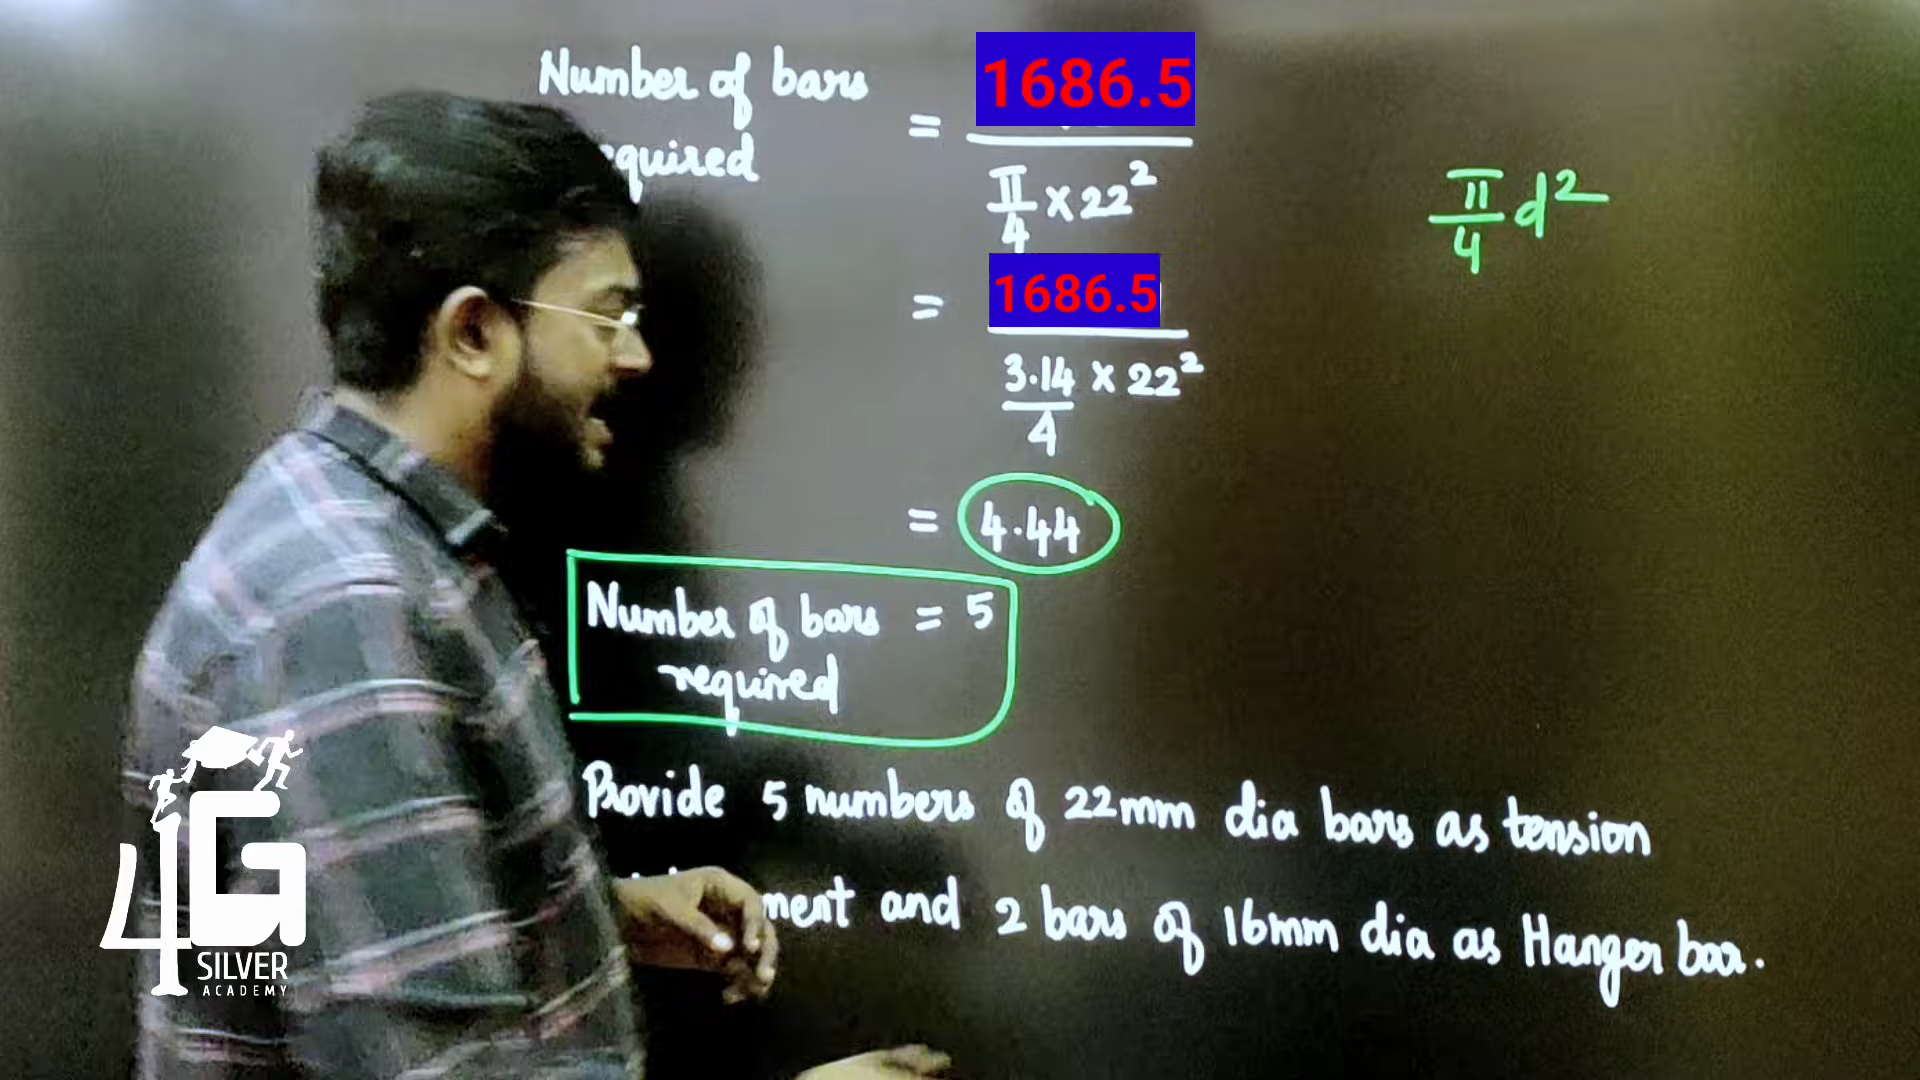 Number of bars
quired
= 1686.5
π/4 × 22²
π/4 d²
= 1686.5
3.14/4 × 22²
= 4.44
Number of bars = 5
required
Provide 5 numbers of 22mm dia bars as tension
ment and 2 bars of 16mm dia as Hanger bar.
4G
SILVER
ACADEMY